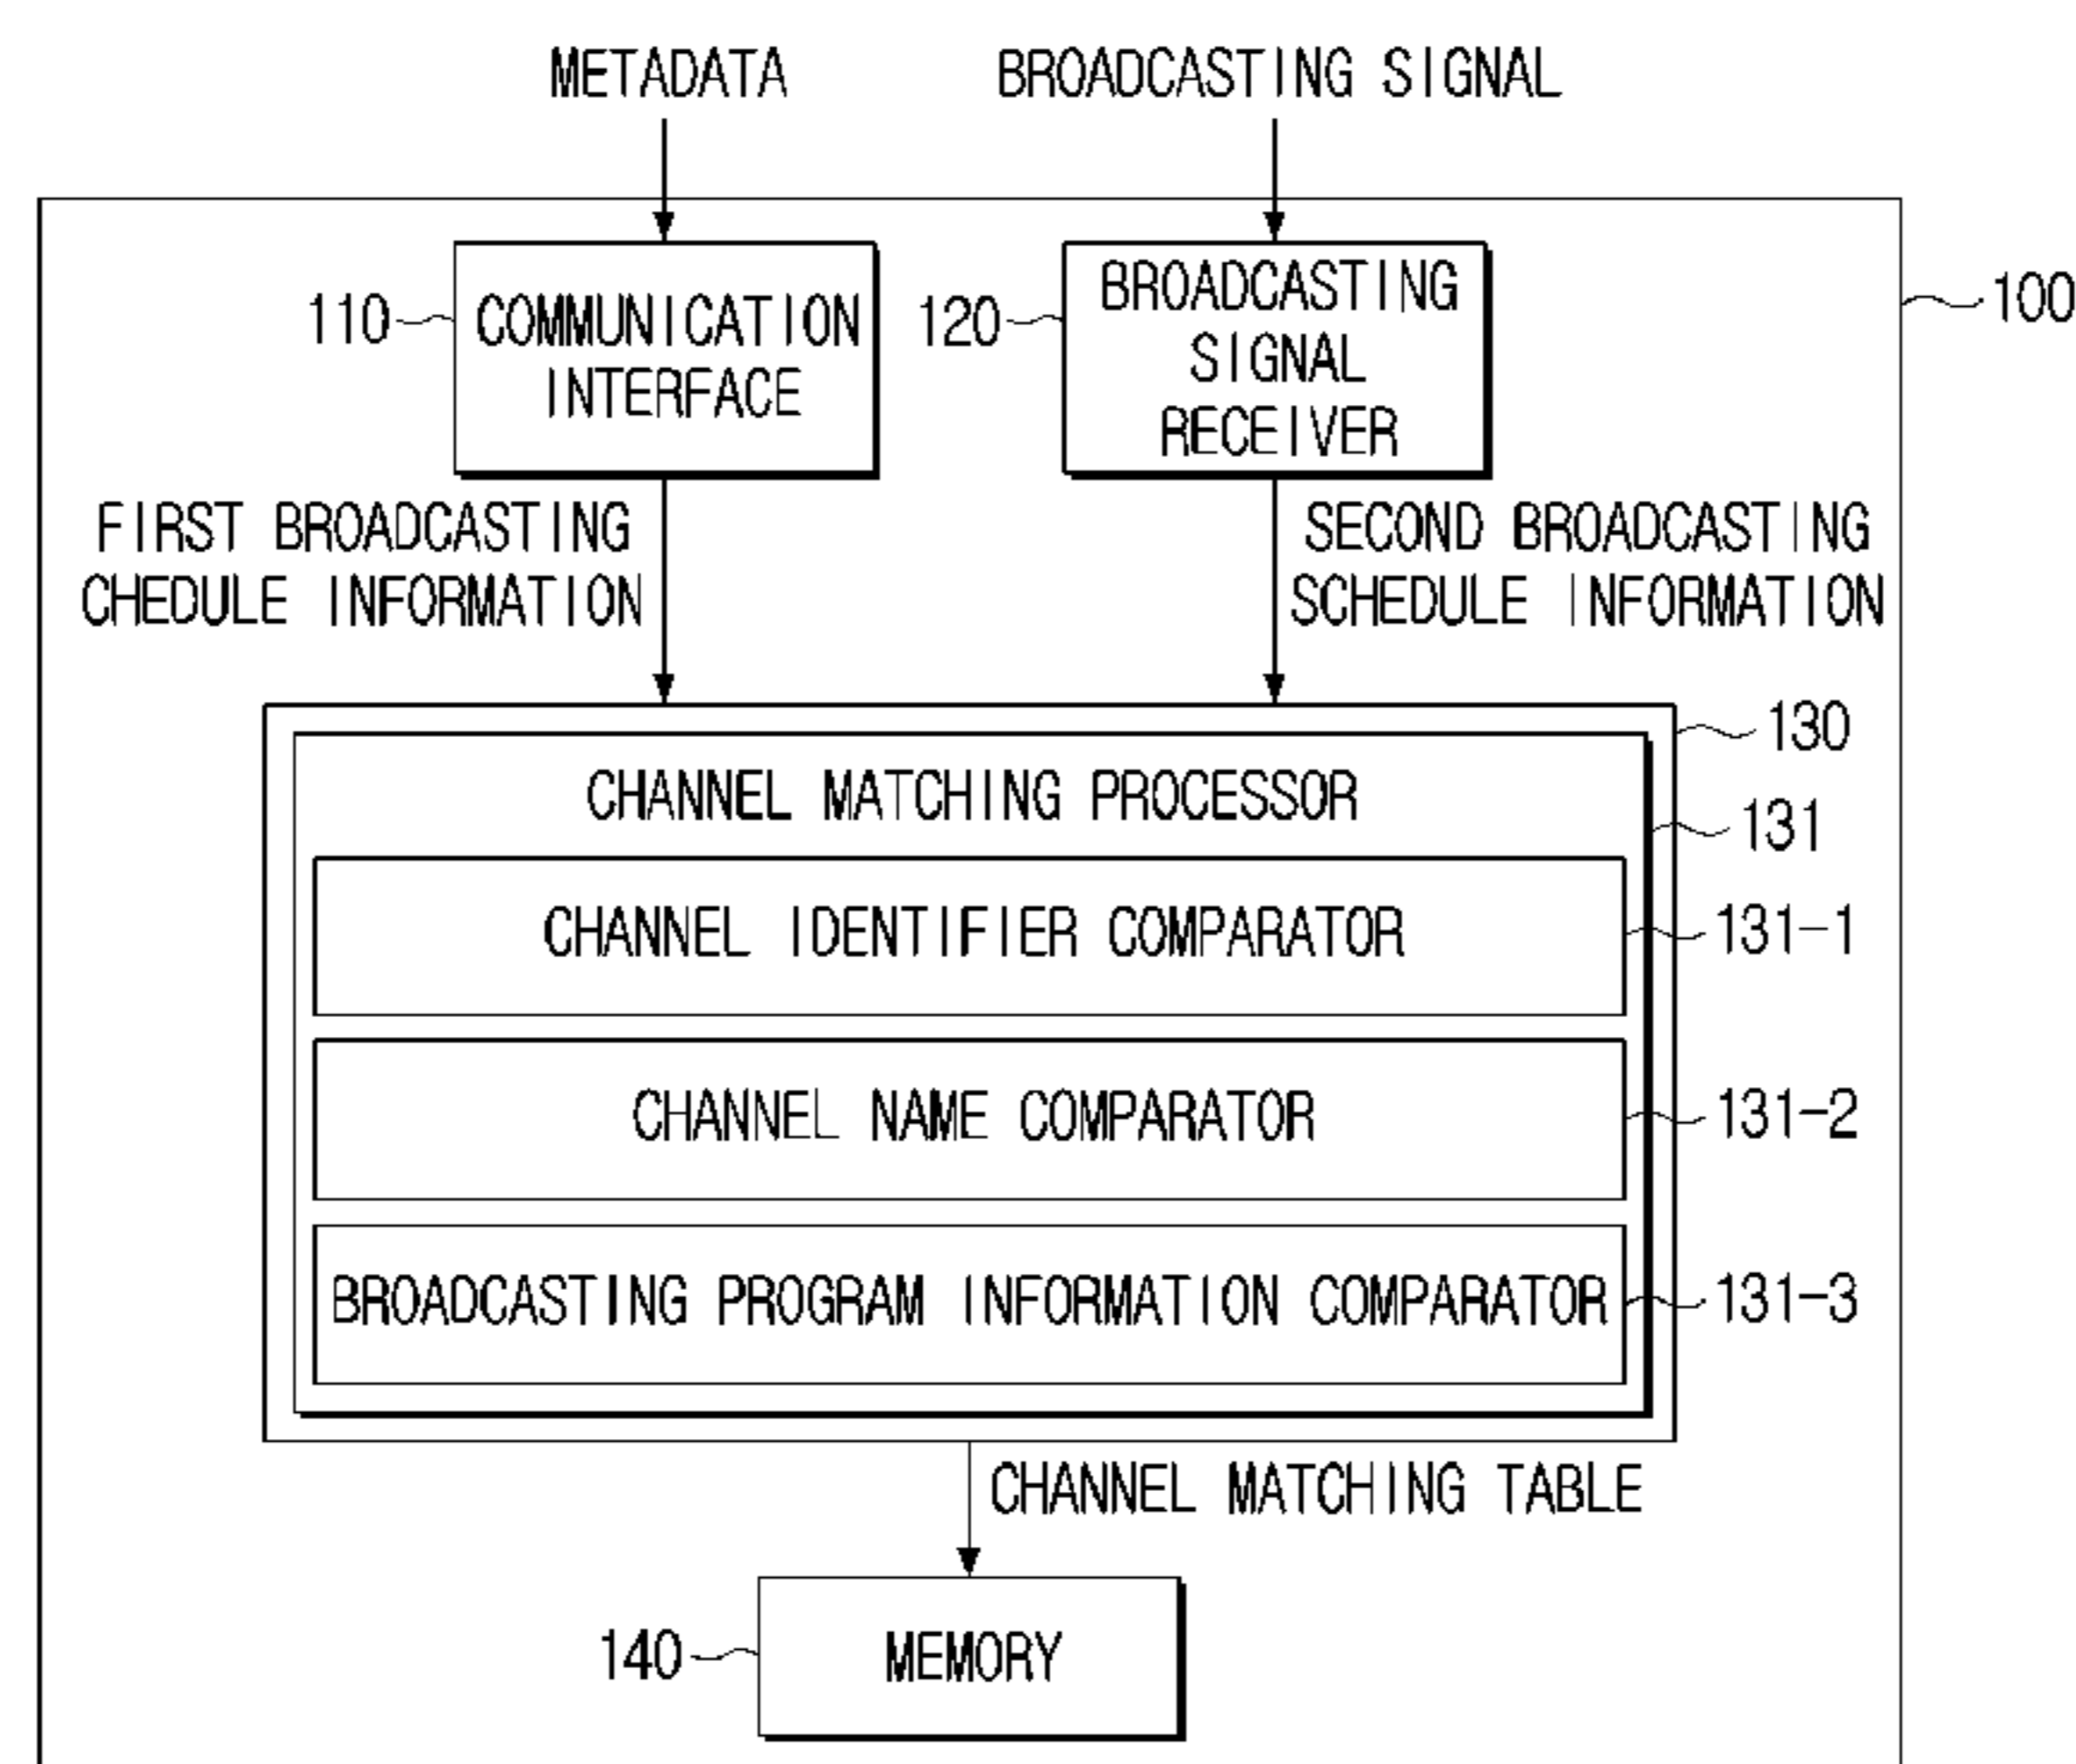 METADATA
BROADCASTING SIGNAL
100
110
COMMUNICATION
INTERFACE
120
BROADCASTING
SIGNAL
RECEIVER
FIRST BROADCASTING
CHEDULE INFORMATION
SECOND BROADCASTING
SCHEDULE INFORMATION
130
CHANNEL MATCHING PROCESSOR
131
CHANNEL IDENTIFIER COMPARATOR
131-1
CHANNEL NAME COMPARATOR
131-2
BROADCASTING PROGRAM INFORMATION COMPARATOR
131-3
CHANNEL MATCHING TABLE
140
MEMORY